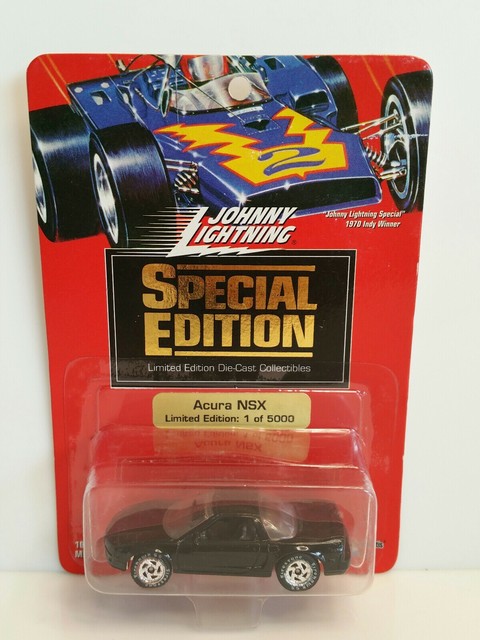 2
JOHNNY
LIGHTNING®
"Johnny Lightning Special"
1970 Indy Winner
SPECIAL
EDITION
Limited Edition Die-Cast Collectibles
Acura NSX
Limited Edition: 1 of 5000